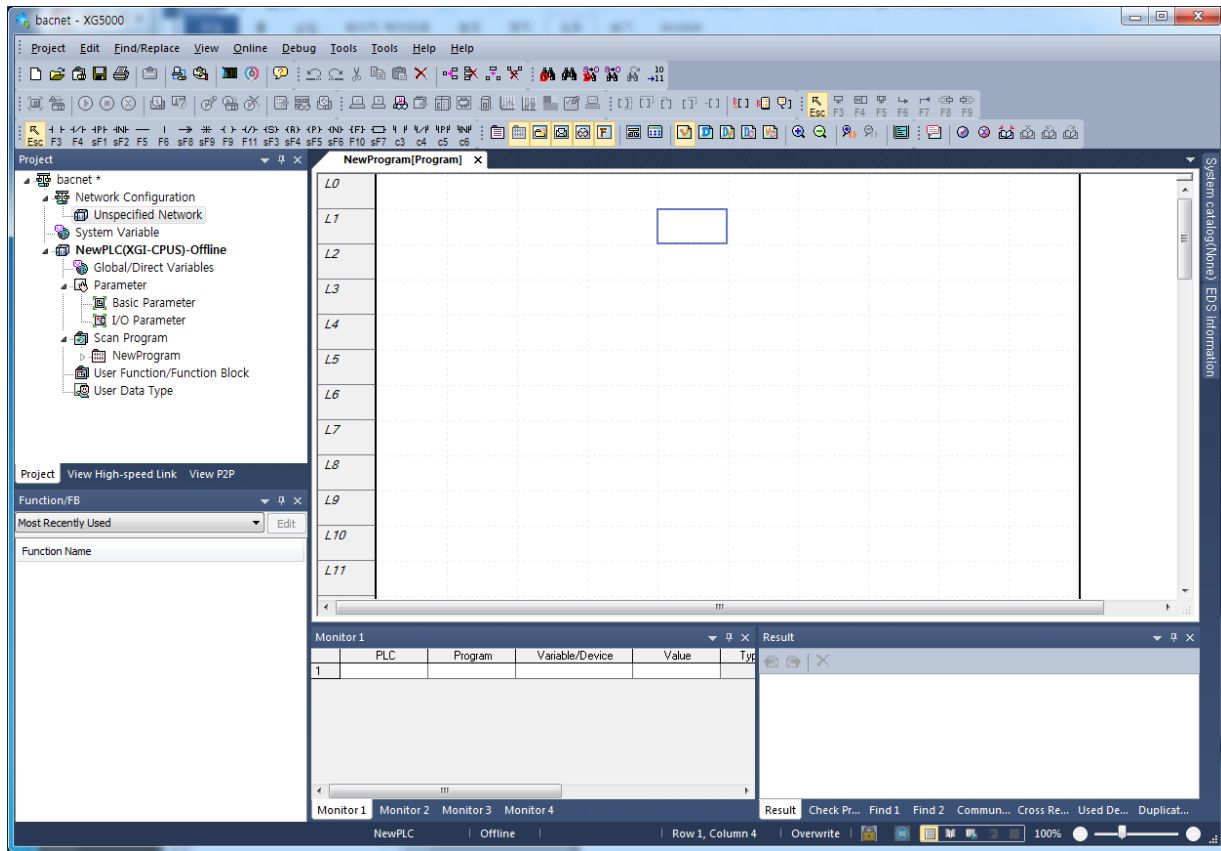 bacnet - XG5000
Project Edit Find/Replace View Online Debug Tools Tools Help Help
Esc F3 F4 F5 F6 F7 F8 F9
Esc F3 F4 sF1 sF2 F5 F6 sF8 sF9 F9 F11 sF3 sF4 sF5 sF6 F10 sF7 c3 c4 c5 c6
Project
NewProgram[Program]
bacnet *
Network Configuration
Unspecified Network
System Variable
NewPLC(XGI-CPUS)-Offline
Global/Direct Variables
Parameter
Basic Parameter
I/O Parameter
Scan Program
NewProgram
User Function/Function Block
User Data Type
Project View High-speed Link View P2P
Function/FB
Most Recently Used Edit
Function Name
L0
L1
L2
L3
L4
L5
L6
L7
L8
L9
L10
L11
System catalog(None)
EDS information
Monitor 1
PLC Program Variable/Device Value Typ
1
Monitor 1 Monitor 2 Monitor 3 Monitor 4
Result
Result Check Pr... Find 1 Find 2 Commun... Cross Re... Used De... Duplicat...
NewPLC Offline Row 1, Column 4 Overwrite 100%